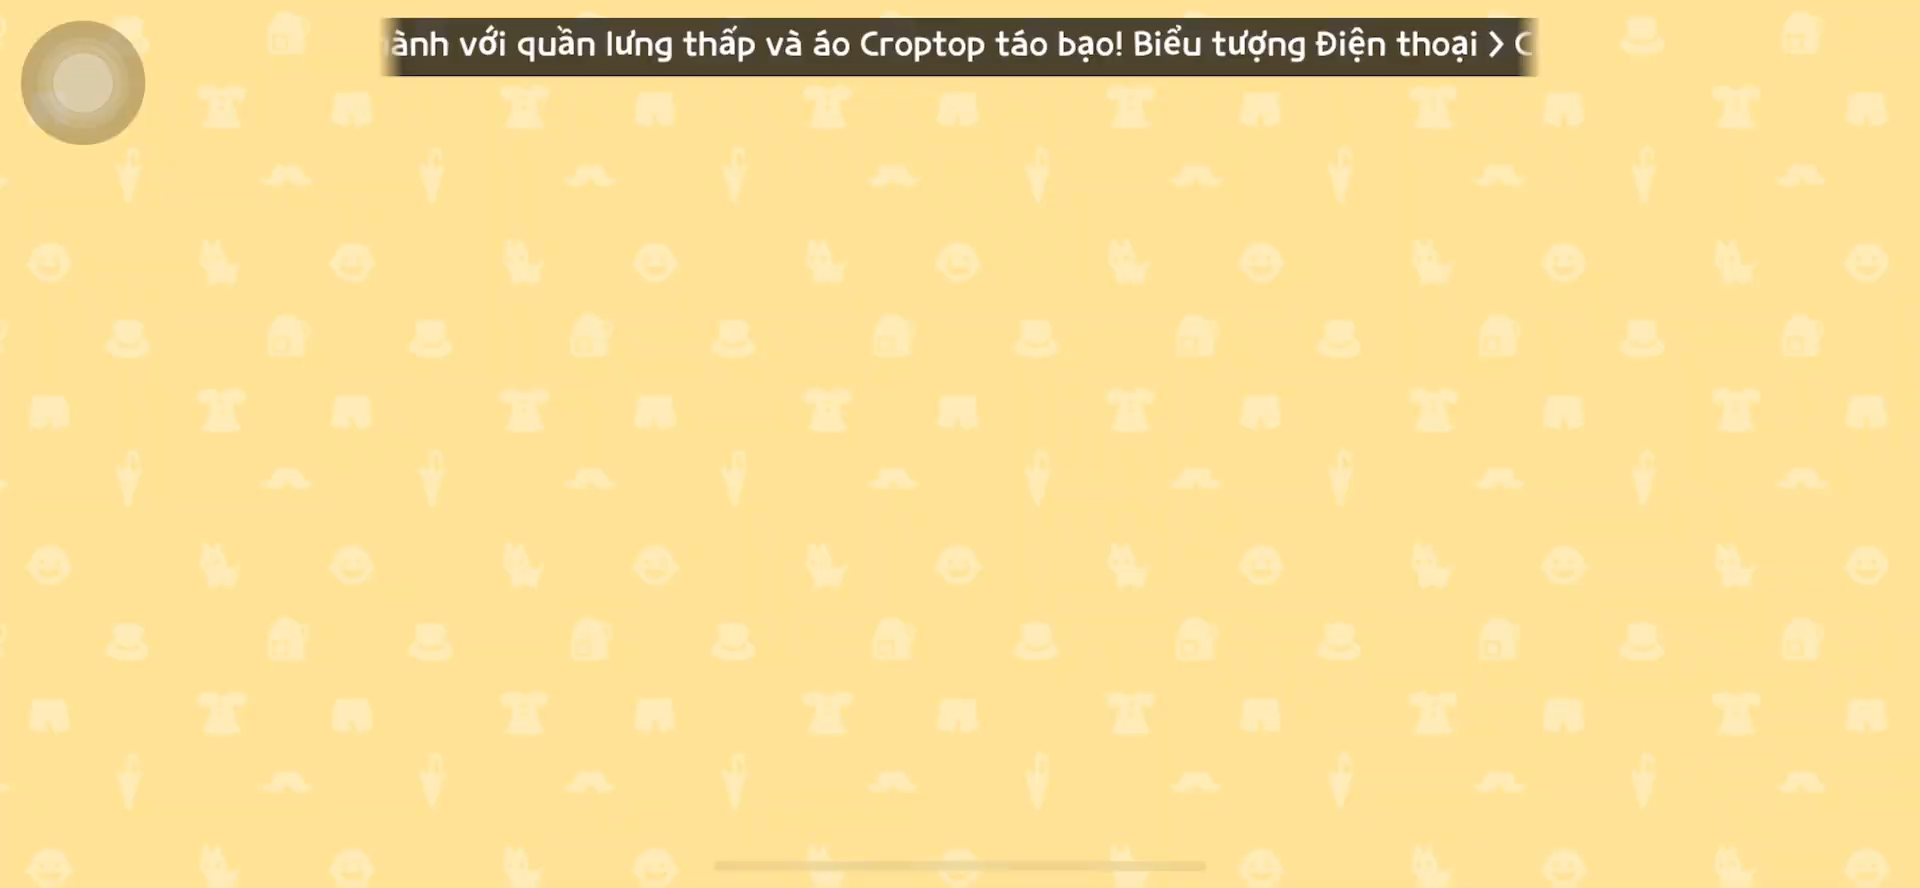 ành với quần lưng thấp và áo Croptop táo bạo! Biểu tượng Điện thoại > C